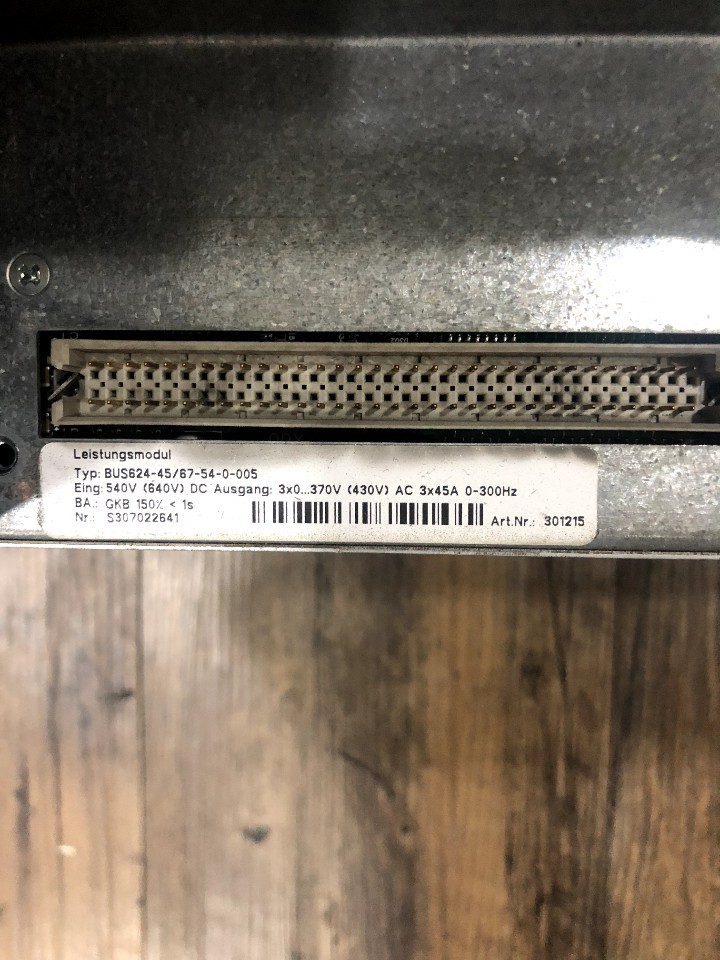 Leistungsmodul
Typ: BUS624-45/67-54-0-005
Eing: 540V (640V) DC Ausgang: 3x0...370V (430V) AC 3x45A 0-300Hz
BA.: GKB 150% < 1s
Nr.: S307022641
Art.Nr.: 301215